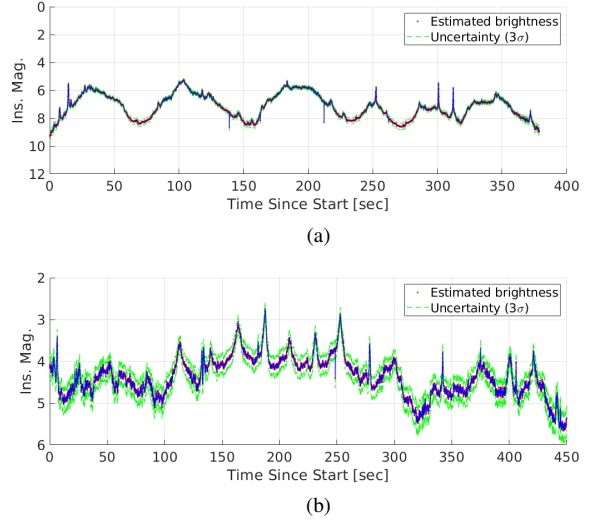 0
2
4
6
8
10
12
Ins. Mag.
0 50 100 150 200 250 300 350 400
Time Since Start [sec]
Estimated brightness
Uncertainty (3σ)
(a)
2
3
4
5
6
Ins. Mag.
0 50 100 150 200 250 300 350 400 450
Time Since Start [sec]
Estimated brightness
Uncertainty (3σ)
(b)